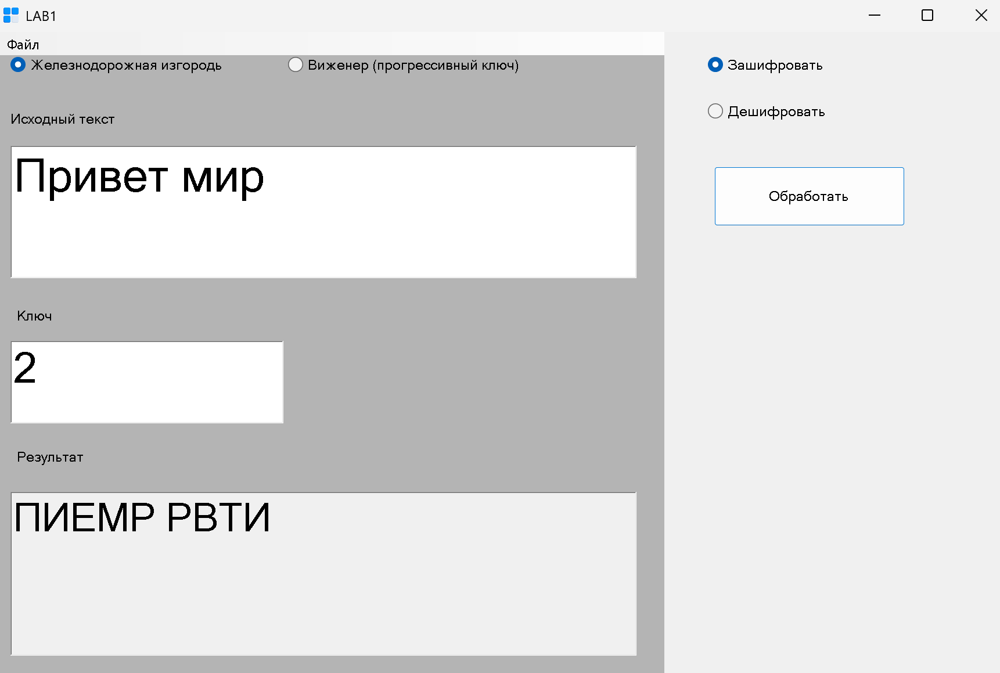 LAB1
Файл
Железнодорожная изгородь
Виженер (прогрессивный ключ)
Зашифровать
Дешифровать
Исходный текст
Привет мир
Обработать
Ключ
2
Результат
ПИЕМР РВТИ